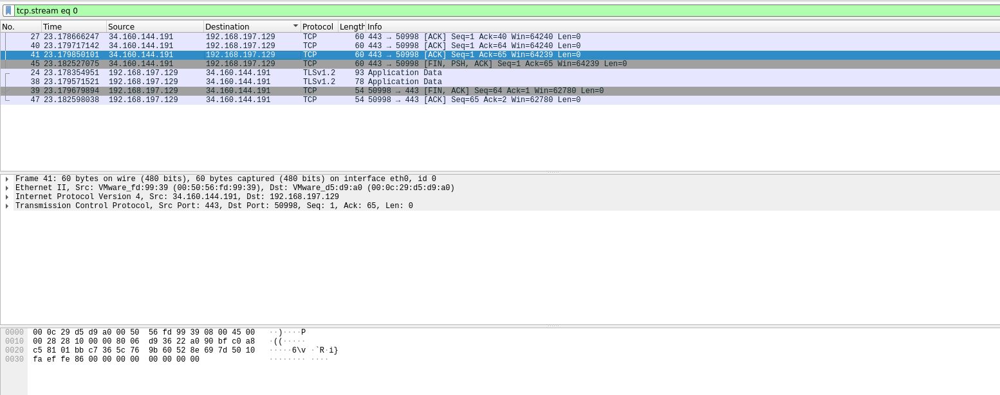 tcp.stream eq 0
No. Time Source Destination Protocol Length Info
27 23.178666247 34.160.144.191 192.168.197.129 TCP 60 443 → 50998 [ACK] Seq=1 Ack=40 Win=64240 Len=0
40 23.179717142 34.160.144.191 192.168.197.129 TCP 60 443 → 50998 [ACK] Seq=1 Ack=64 Win=64240 Len=0
41 23.179850101 34.160.144.191 192.168.197.129 TCP 60 443 → 50998 [ACK] Seq=1 Ack=65 Win=64239 Len=0
45 23.182527075 34.160.144.191 192.168.197.129 TCP 60 443 → 50998 [FIN, PSH, ACK] Seq=1 Ack=65 Win=64239 Len=0
24 23.178354951 192.168.197.129 34.160.144.191 TLSv1.2 93 Application Data
38 23.179571521 192.168.197.129 34.160.144.191 TLSv1.2 78 Application Data
39 23.179679894 192.168.197.129 34.160.144.191 TCP 54 50998 → 443 [FIN, ACK] Seq=64 Ack=1 Win=62780 Len=0
47 23.182598038 192.168.197.129 34.160.144.191 TCP 54 50998 → 443 [ACK] Seq=65 Ack=2 Win=62780 Len=0
Frame 41: 60 bytes on wire (480 bits), 60 bytes captured (480 bits) on interface eth0, id 0
Ethernet II, Src: VMware_fd:99:39 (00:50:56:fd:99:39), Dst: VMware_d5:d9:a0 (00:0c:29:d5:d9:a0)
Internet Protocol Version 4, Src: 34.160.144.191, Dst: 192.168.197.129
Transmission Control Protocol, Src Port: 443, Dst Port: 50998, Seq: 1, Ack: 65, Len: 0
0000 00 0c 29 d5 d9 a0 00 50 56 fd 99 39 08 00 45 00 ··)····P
0010 00 28 28 10 00 00 80 06 d9 36 22 a0 90 bf c0 a8 ·((·····
0020 c5 81 01 bb c7 36 5c 76 9b 60 52 8e 69 7d 50 10 ·····6\v ·`R·i}
0030 fa ef fe 86 00 00 00 00 00 00 00 00 ········ ····